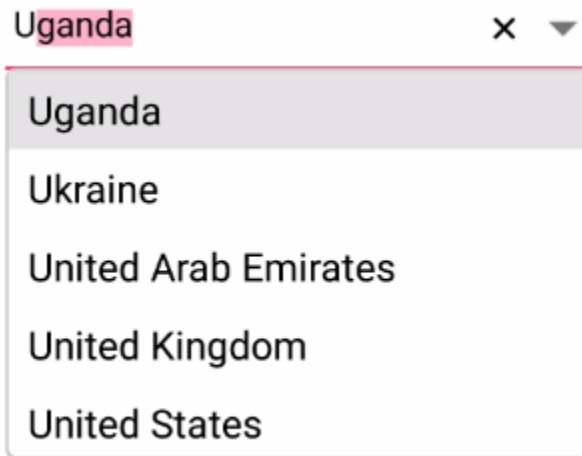 Uganda
Uganda
Ukraine
United Arab Emirates
United Kingdom
United States